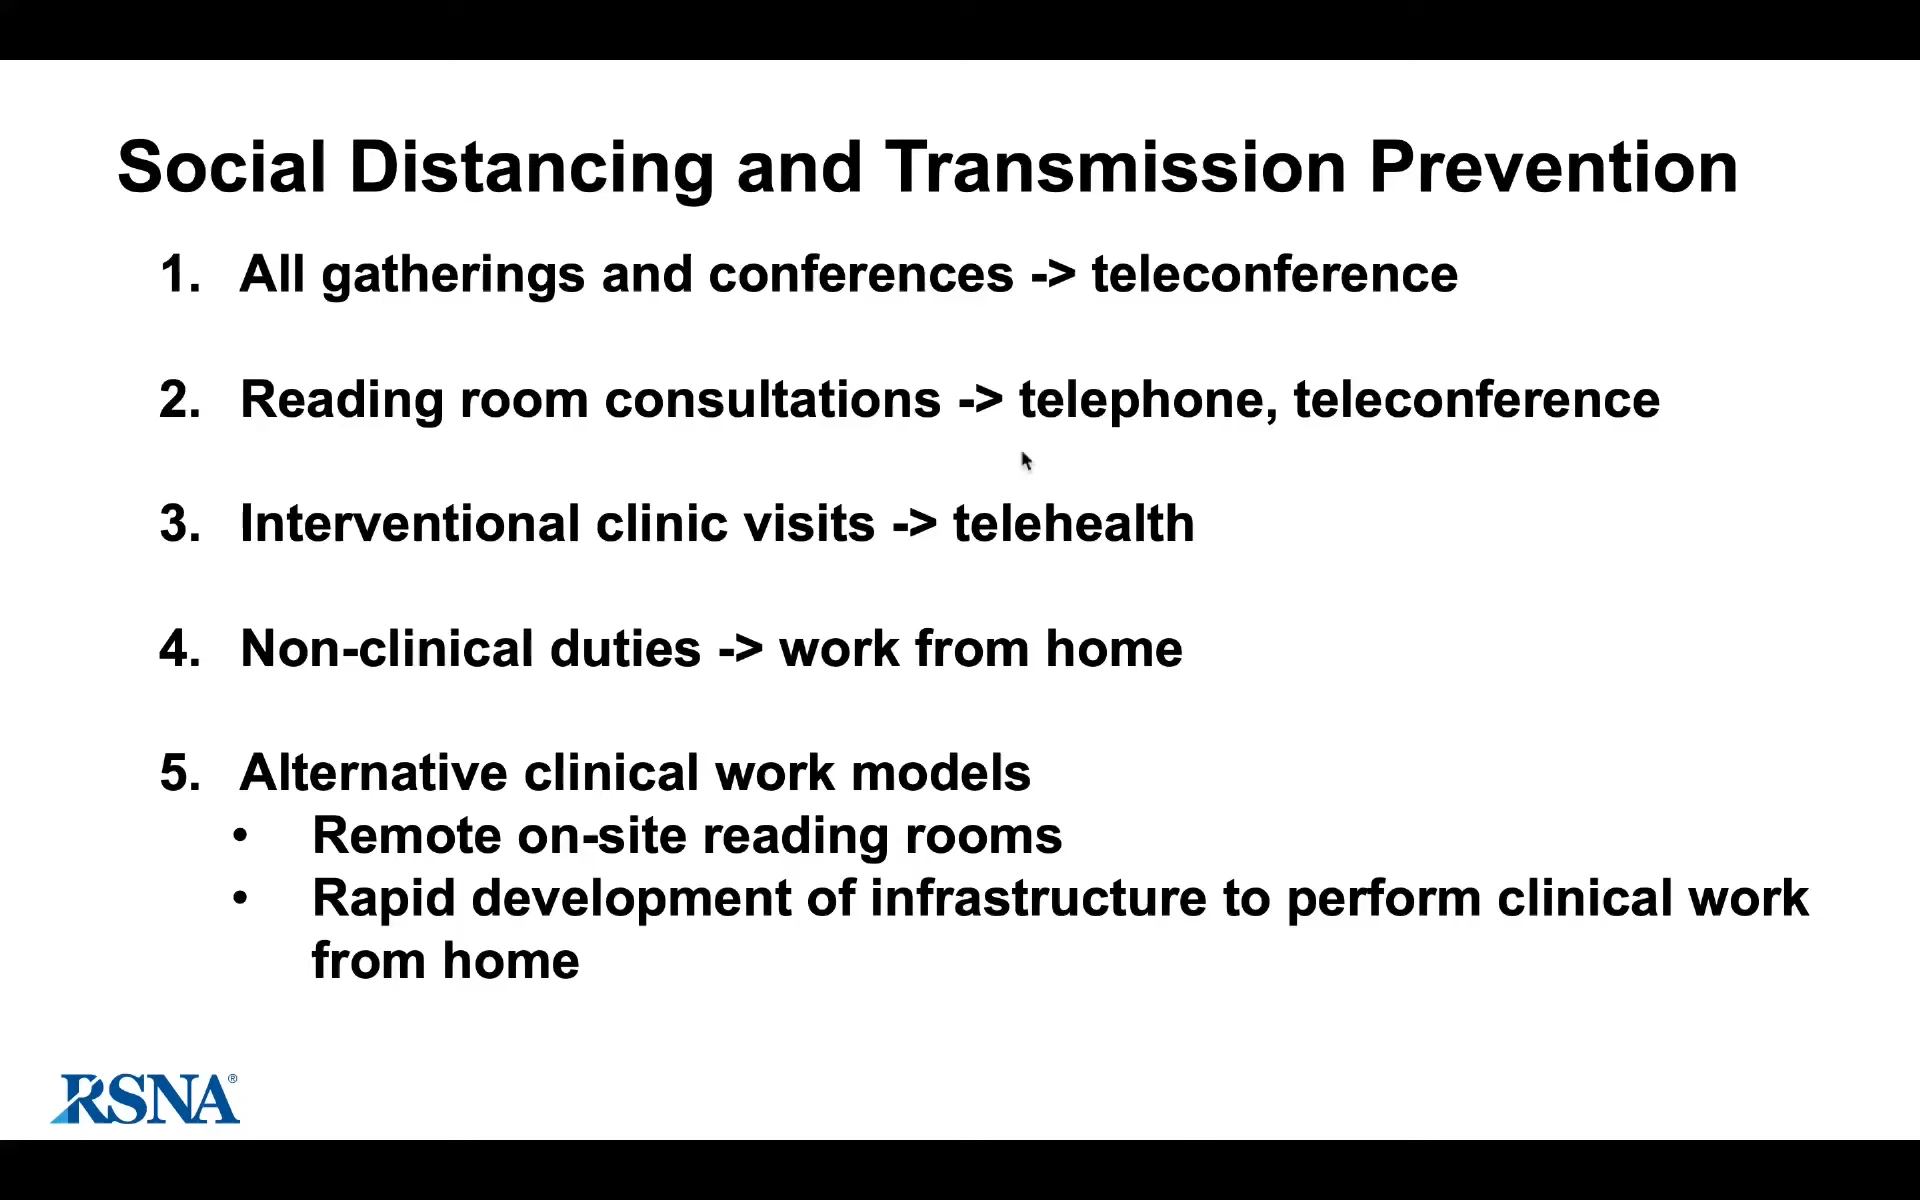 Social Distancing and Transmission Prevention
1. All gatherings and conferences -> teleconference
2. Reading room consultations -> telephone, teleconference
3. Interventional clinic visits -> telehealth
4. Non-clinical duties -> work from home
5. Alternative clinical work models
• Remote on-site reading rooms
• Rapid development of infrastructure to perform clinical work
from home
RSNA®